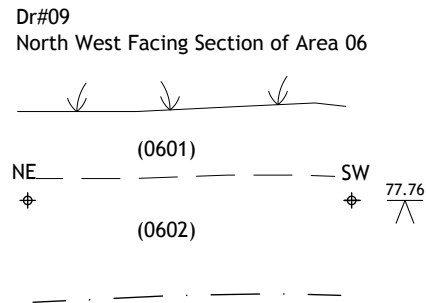 Dr#09
North West Facing Section of Area 06
(0601)
NE
SW
77.76
(0602)